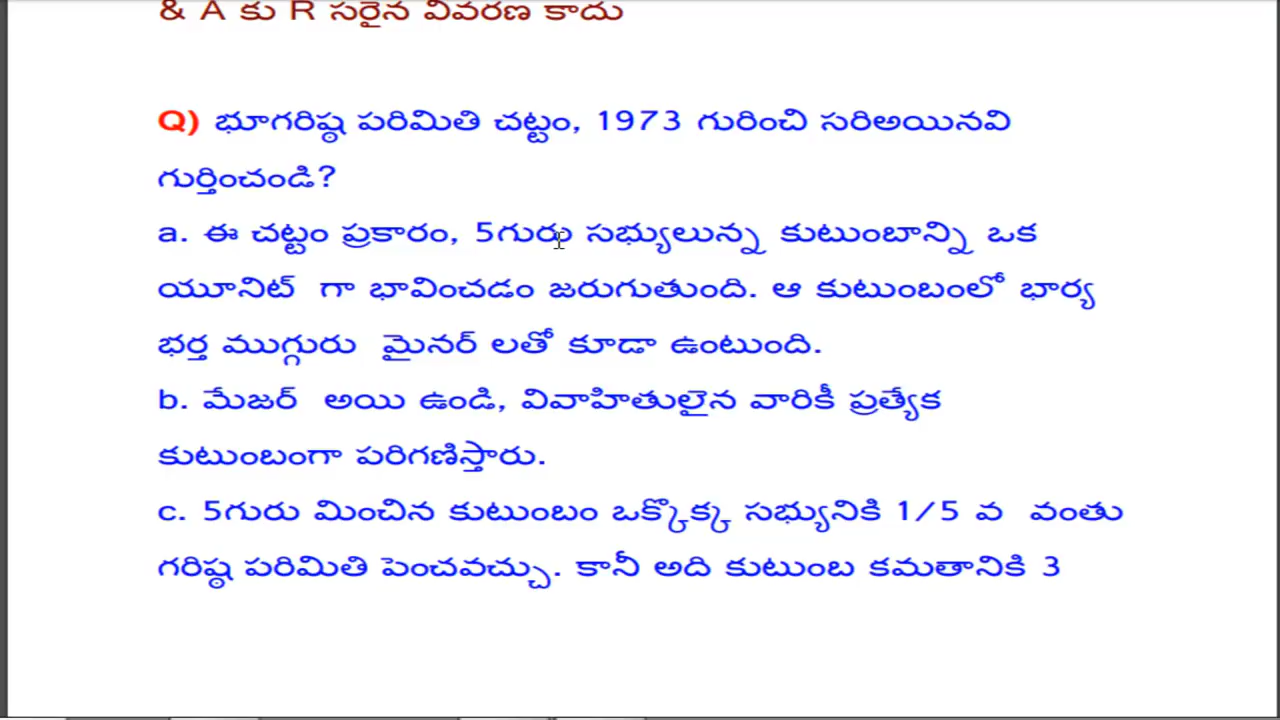 & A కు R సరైన వివరణ కాదు
Q) భూగరిష్ఠ పరిమితి చట్టం, 1973 గురించి సరిఅయినవి
గుర్తించండి?
a. ఈ చట్టం ప్రకారం, 5గురు సభ్యులున్న కుటుంబాన్ని ఒక
యూనిట్ గా భావించడం జరుగుతుంది. ఆ కుటుంబంలో భార్య
భర్త ముగ్గురు మైనర్ లతో కూడా ఉంటుంది.
b. మేజర్ అయి ఉండి, వివాహితులైన వారికీ ప్రత్యేక
కుటుంబంగా పరిగణిస్తారు.
c. 5గురు మించిన కుటుంబం ఒక్కొక్క సభ్యునికి 1/5 వ వంతు
గరిష్ఠ పరిమితి పెంచవచ్చు. కానీ అది కుటుంబ కమతానికి 3